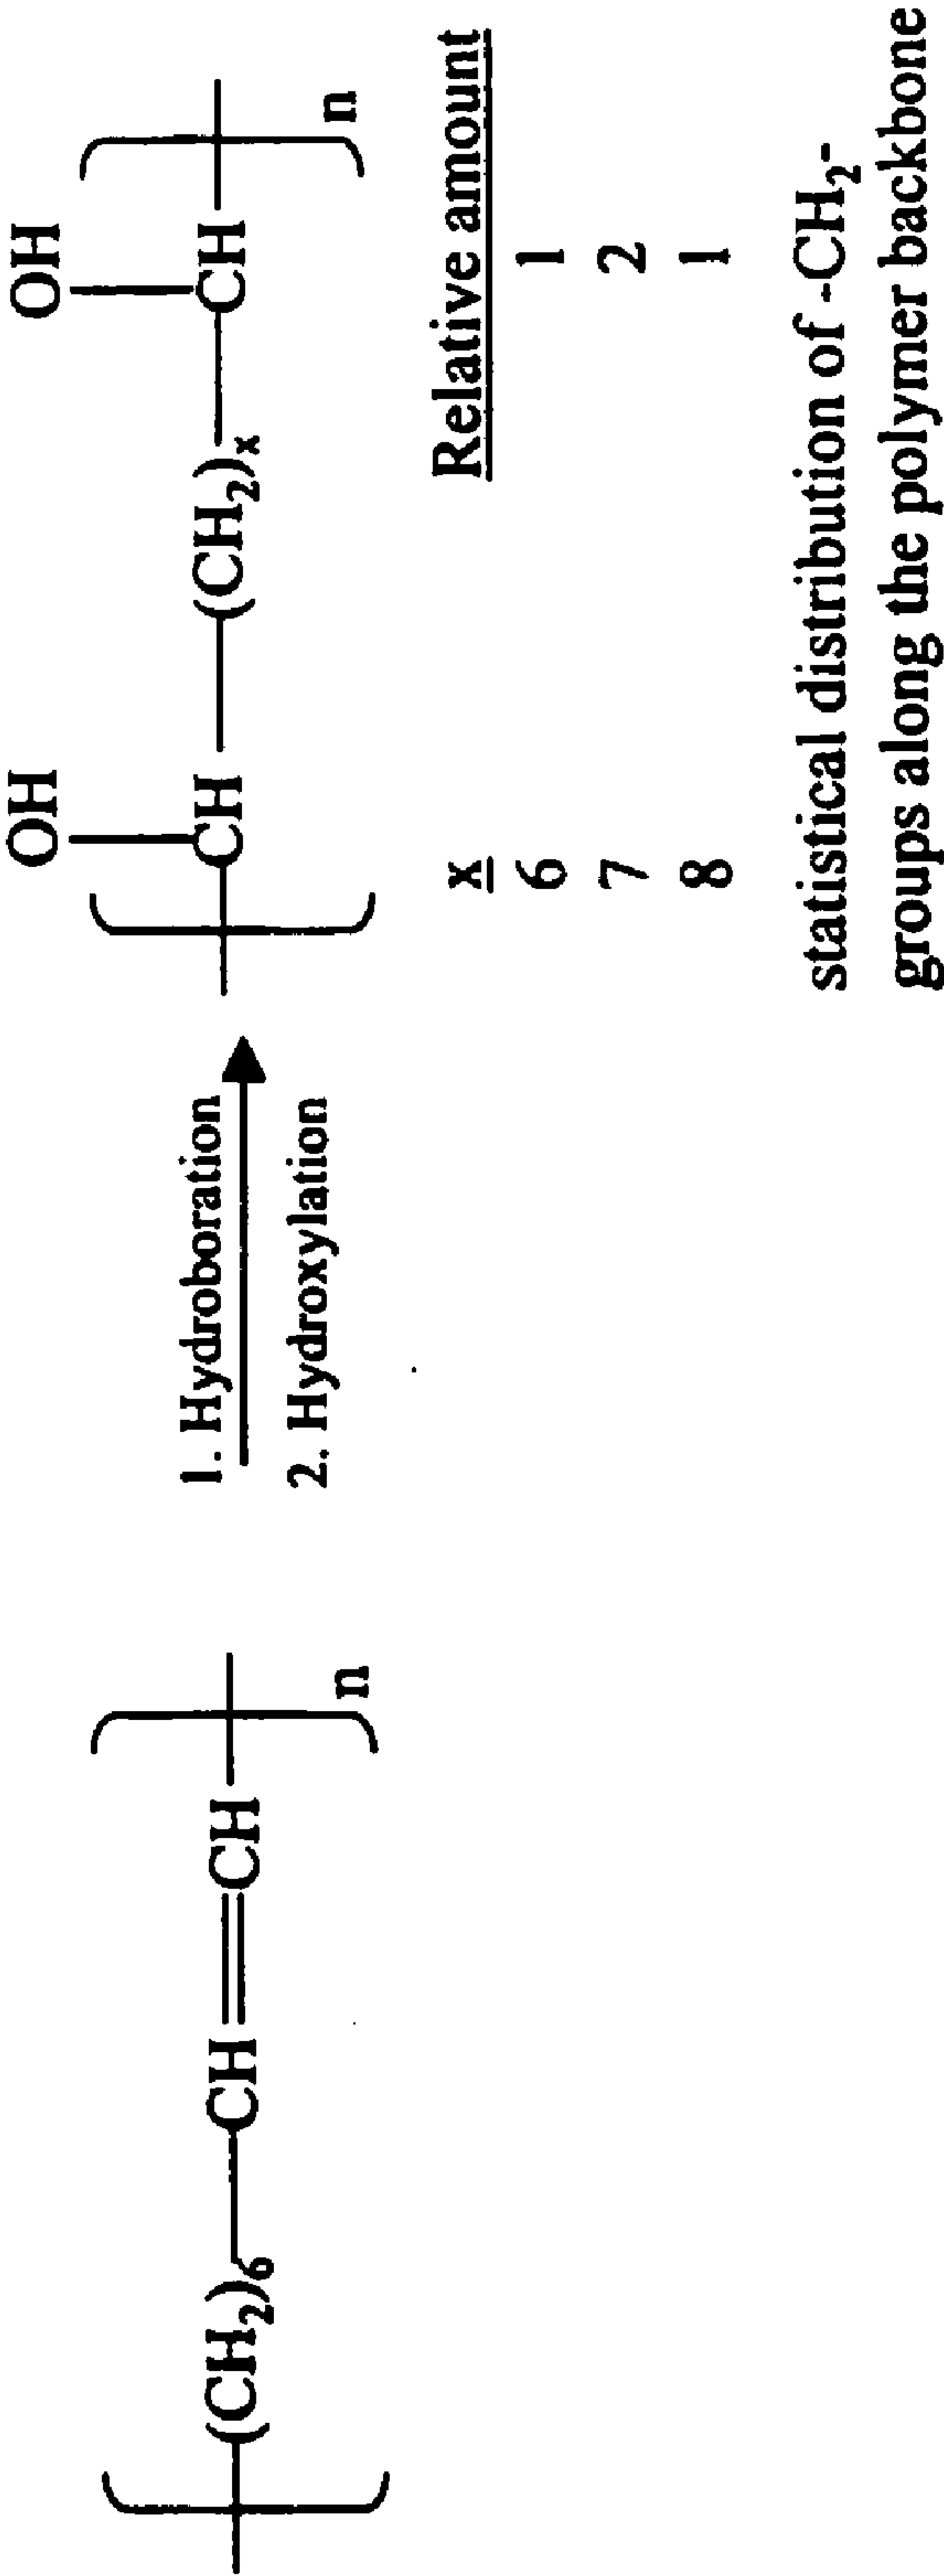 OH OH
(CH2)6 CH CH n
1. Hydroboration
2. Hydroxylation
CH (CH2)x CH n
x Relative amount
6 1
7 2
8 1
statistical distribution of -CH2-
groups along the polymer backbone